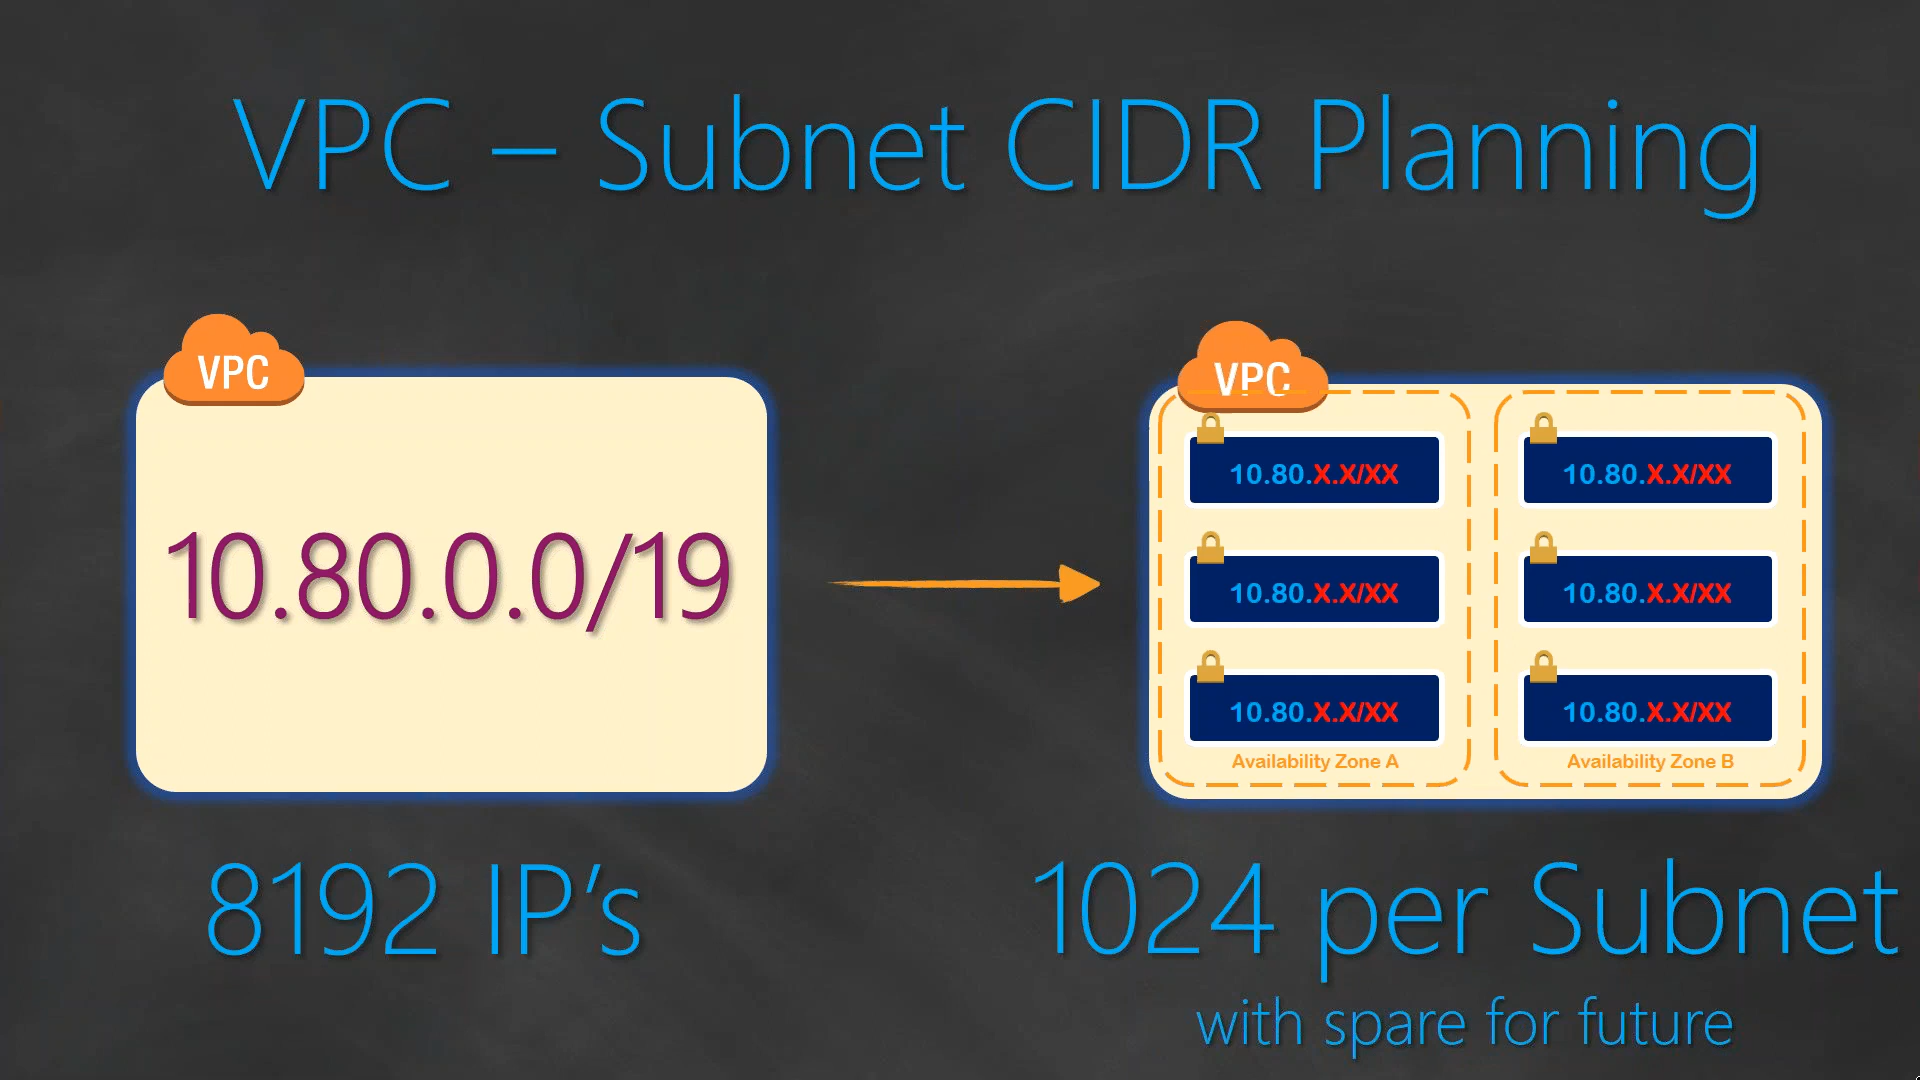 VPC – Subnet CIDR Planning
VPC
10.80.0.0/19
8192 IP’s
VPC
10.80.X.X/XX
10.80.X.X/XX
10.80.X.X/XX
Availability Zone A
10.80.X.X/XX
10.80.X.X/XX
10.80.X.X/XX
Availability Zone B
1024 per Subnet
with spare for future